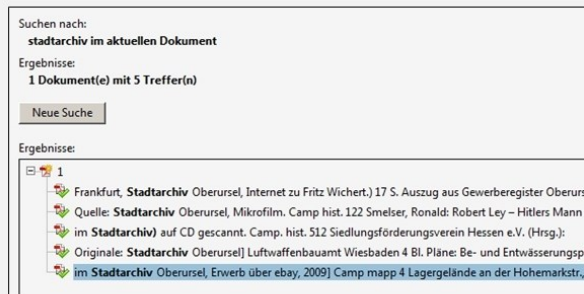 Suchen nach:
stadtarchiv im aktuellen Dokument
Ergebnisse:
1 Dokument(e) mit 5 Treffer(n)
Neue Suche
Ergebnisse:
1
Frankfurt, Stadtarchiv Oberursel, Internet zu Fritz Wichert.) 17 S. Auszug aus Gewerberegister Oberurs
Quelle: Stadtarchiv Oberursel, Mikrofilm. Camp hist. 122 Smelser, Ronald: Robert Ley – Hitlers Mann
im Stadtarchiv) auf CD gescannt. Camp. hist. 512 Siedlungsförderungsverein Hessen e.V. (Hrsg.):
Originale: Stadtarchiv Oberursel] Luftwaffenbauamt Wiesbaden 4 Bl. Pläne: Be- und Entwässerungsp
im Stadtarchiv Oberursel, Erwerb über ebay, 2009] Camp mapp 4 Lagergelände an der Hohemarkstr.,